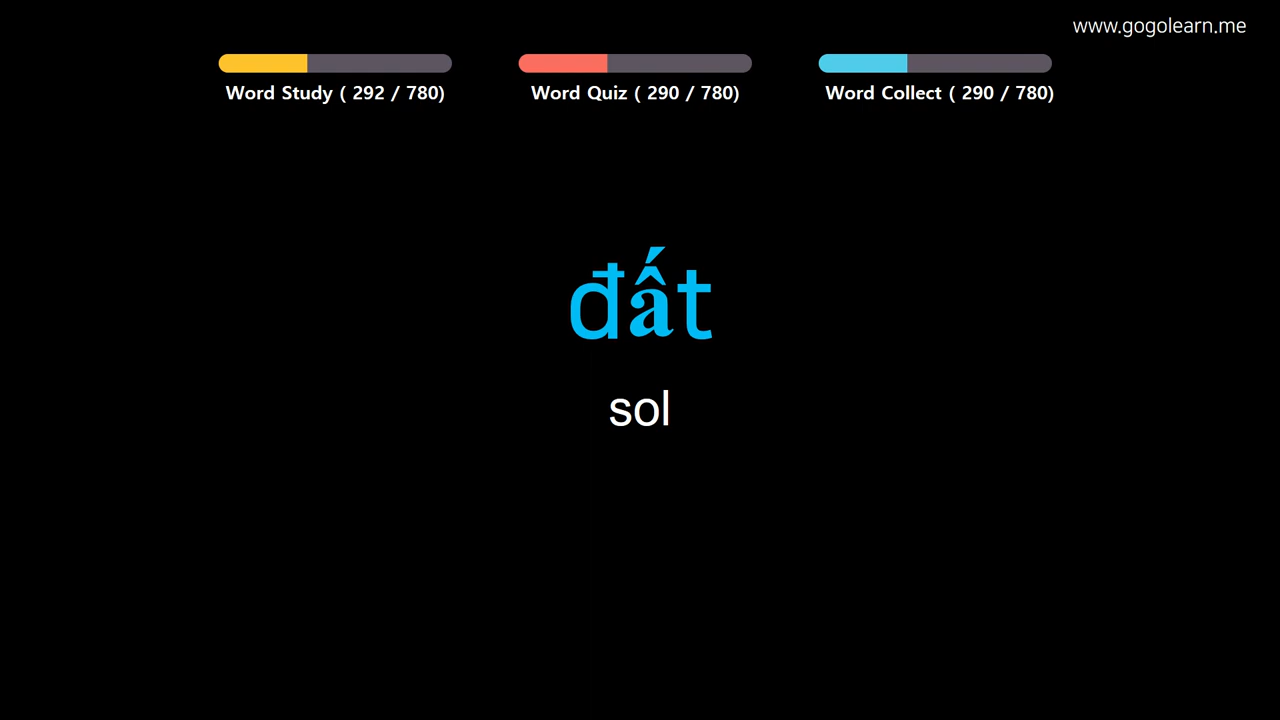 www.gogolearn.me
Word Study ( 292 / 780)
Word Quiz ( 290 / 780)
Word Collect ( 290 / 780)
đất
sol